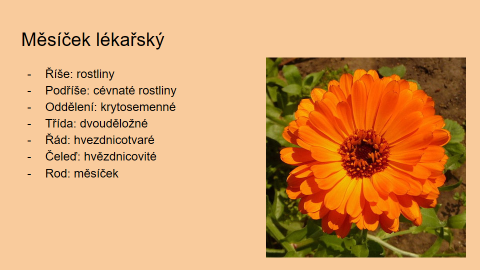 Měsíček lékařský
- Říše: rostliny
- Podříše: cévnaté rostliny
- Oddělení: krytosemenné
- Třída: dvouděložné
- Řád: hvezdnicotvaré
- Čeleď: hvězdnicovité
- Rod: měsíček